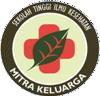 SEKOLAH TINGGI ILMU KESEHATAN
MITRA KELUARGA